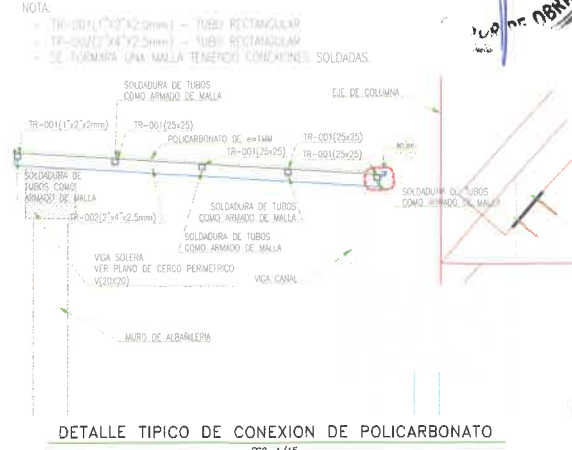 NOTA:
- TR-001(1"X2"X2.0mm) - TUBO RECTANGULAR
- TR-002(2"X4"X2.5mm) - TUBO RECTANGULAR
- SE FORMARA UNA MALLA TENIENDO CONEXIONES SOLDADAS.
DE OBRA
SOLDADURA DE TUBOS
COMO ARMADO DE MALLA
EJE DE COLUMNA
TR-001(1"x2"x2mm)
TR-001(25x25)
POLICARBONATO DE e=1MM
TR-001(25x25)
TR-001(25x25)
TR-001(25x25)
SOLDADURA DE
TUBOS COMO
ARMADO DE MALLA
TR-002(2"x4"x2.5mm)
SOLDADURA DE TUBOS
COMO ARMADO DE MALLA
SOLDADURA DE TUBOS
COMO ARMADO DE MALLA
SOLDADURA DE TUBOS
COMO ARMADO DE MALLA
VIGA SOLERA
VER PLANO DE CERCO PERIMETRICO
V(20X20)
VIGA CANAL
MURO DE ALBAÑILERIA
DETALLE TIPICO DE CONEXION DE POLICARBONATO